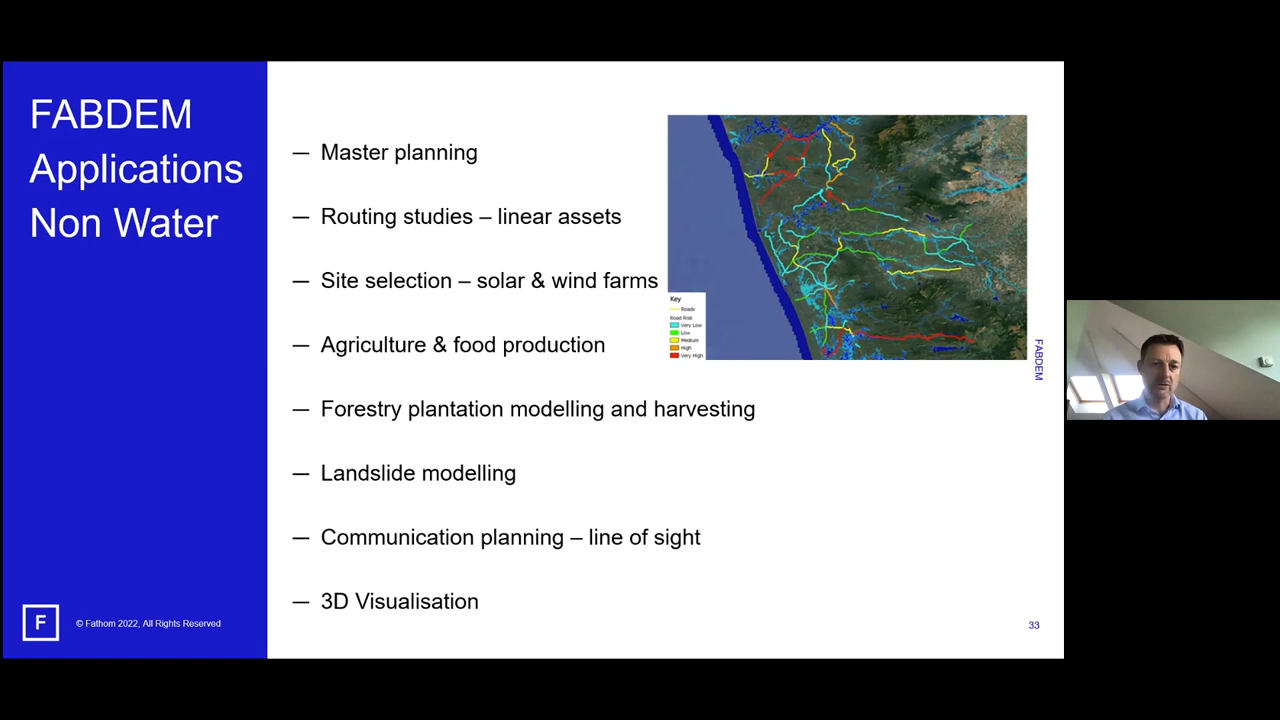 FABDEM
Applications
Non Water
— Master planning
— Routing studies – linear assets
— Site selection – solar & wind farms
— Agriculture & food production
— Forestry plantation modelling and harvesting
— Landslide modelling
— Communication planning – line of sight
— 3D Visualisation
Key
Roads
Road Risk
Very Low
Low
Medium
High
Very High
FABDEM
F
© Fathom 2022, All Rights Reserved
33